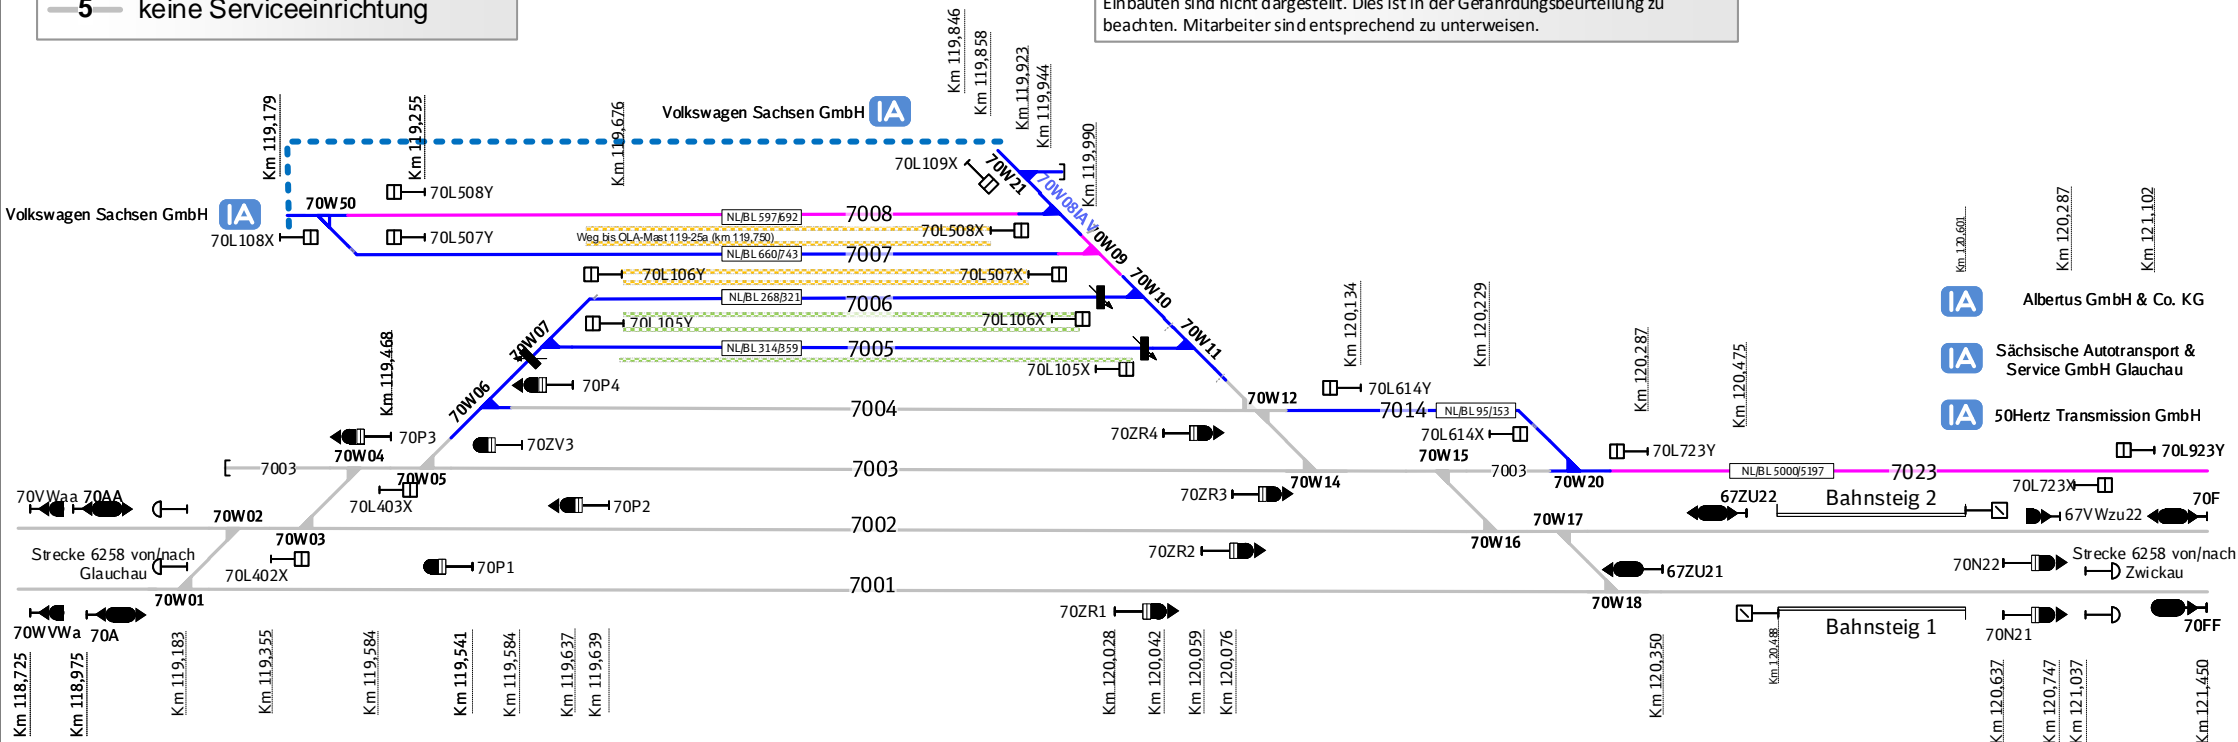 5 keine Serviceeinrichtung
Einbauten sind nicht dargestellt. Dies ist in der Gefährdungsbeurteilung zu
beachten. Mitarbeiter sind entsprechend zu unterweisen.
Km 119,846
Km 119,858
Km 119,923
Km 119,944
Km 119,990
Km 119,179
Km 119,255
Km 119,676
Volkswagen Sachsen GmbH IA
70L109X
70W21
70W08IAV
70L508Y
70W50
Volkswagen Sachsen GmbH IA
70L108X
NL/BL 597/692
7008
70L507Y
Weg bis OLA-Mast 119-25a (km 119,750)
70L508X
70W09
NL/BL 660/743
7007
70L106Y
70L507X
70W10
NL/BL 268/321
7006
70L105Y
70L106X
70W07
70W11
NL/BL 314/359
7005
70L105X
Km 120,134
Km 120,229
Km 120,287
Km 120,475
Km 120,601
Km 120,287
Km 121,102
IA Albertus GmbH & Co. KG
IA Sächsische Autotransport &
Service GmbH Glauchau
IA 50Hertz Transmission GmbH
Km 119,468
70P4
70W06
70W12
70L614Y
7004
7014
NL/BL 95/153
70P3
70ZV3
70ZR4
70L614X
70L723Y
70L923Y
70W04
70W15
7003
70W05
7003
7003
NL/BL 5000/5197
7023
70W14
70W20
70VWaa
70AA
70L403X
70P2
70ZR3
67ZU22
Bahnsteig 2
70L723X
67VWzu22
70F
70W02
7002
70W17
70W03
70W16
Strecke 6258 von/nach
Glauchau
70L402X
70P1
70ZR2
67ZU21
70N22
Strecke 6258 von/nach
Zwickau
70W01
7001
70W18
70WVWa
70A
70ZR1
Bahnsteig 1
70N21
70FF
Km 118,725
Km 118,975
Km 119,183
Km 119,355
Km 119,584
Km 119,541
Km 119,584
Km 119,637
Km 119,639
Km 120,028
Km 120,042
Km 120,059
Km 120,076
Km 120,350
Km 120,488
Km 120,637
Km 120,747
Km 121,037
Km 121,450